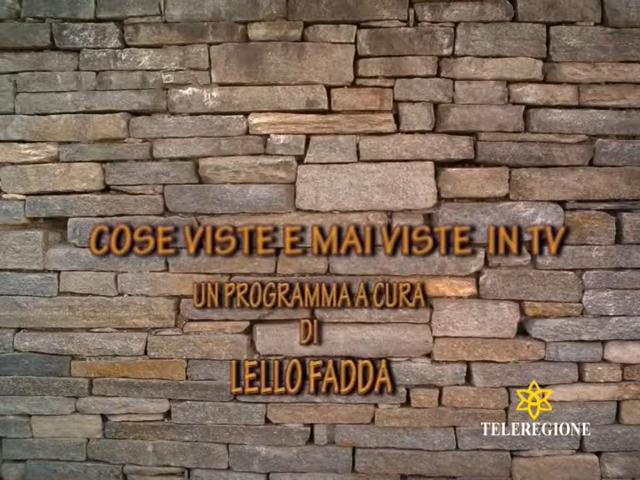 COSE VISTE E MAI VISTE IN TV
UN PROGRAMMA A CURA
DI
LELLO FADDA
TELEREGIONE